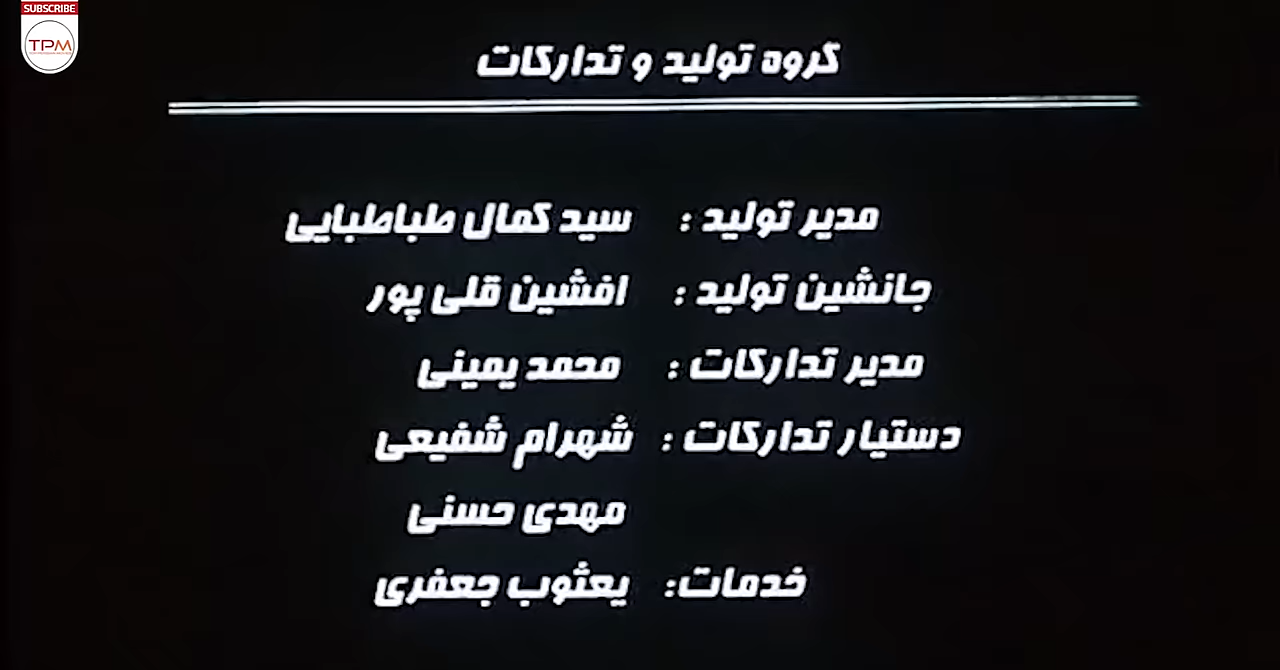 SUBSCRIBE
TPM
گروه تولید و تدارکات
مدیر تولید : سید کمال طباطبایی
جانشین تولید : افشین قلی پور
مدیر تدارکات : محمد یمینی
دستیار تدارکات : شهرام شفیعی
مهدی حسنی
خدمات: یعثوب جعفری